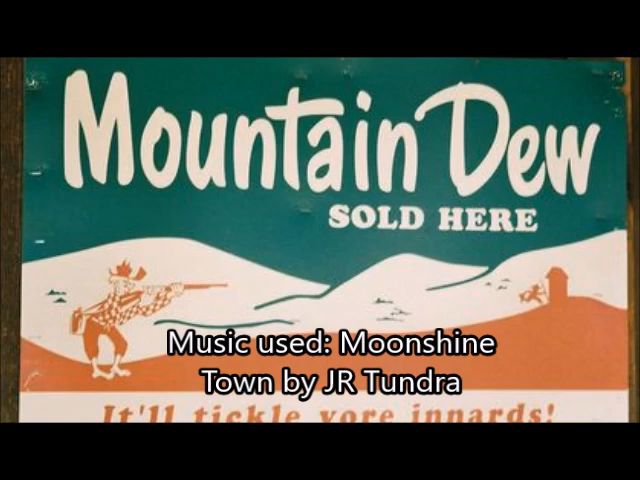 Mountain Dew
SOLD HERE
Music used: Moonshine
Town by JR Tundra
It'll tickle yore innards!